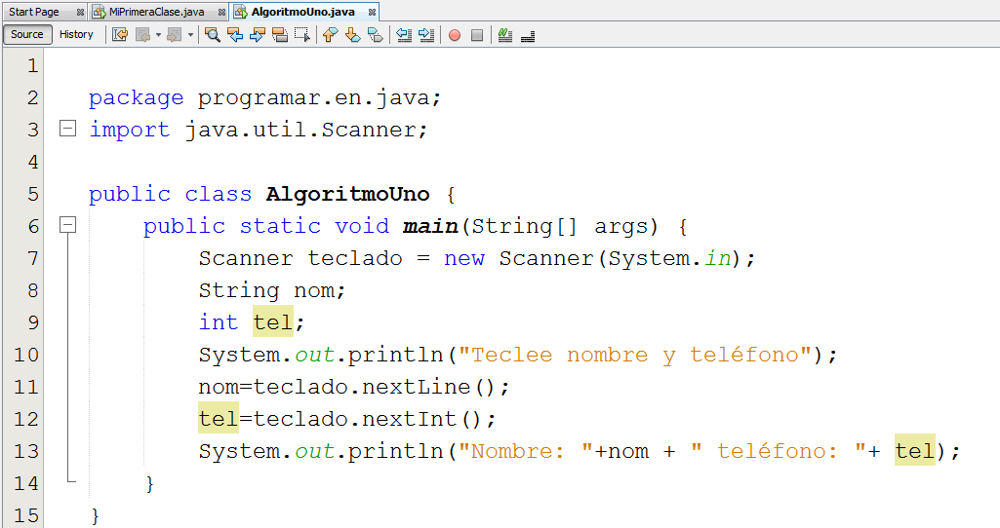 Start Page MiPrimeraClase.java AlgoritmoUno.java
Source History
1
2 package programar.en.java;
3 import java.util.Scanner;
4
5 public class AlgoritmoUno {
6 public static void main(String[] args) {
7 Scanner teclado = new Scanner(System.in);
8 String nom;
9 int tel;
10 System.out.println("Teclee nombre y teléfono");
11 nom=teclado.nextLine();
12 tel=teclado.nextInt();
13 System.out.println("Nombre: "+nom + " teléfono: "+ tel);
14 }
15 }